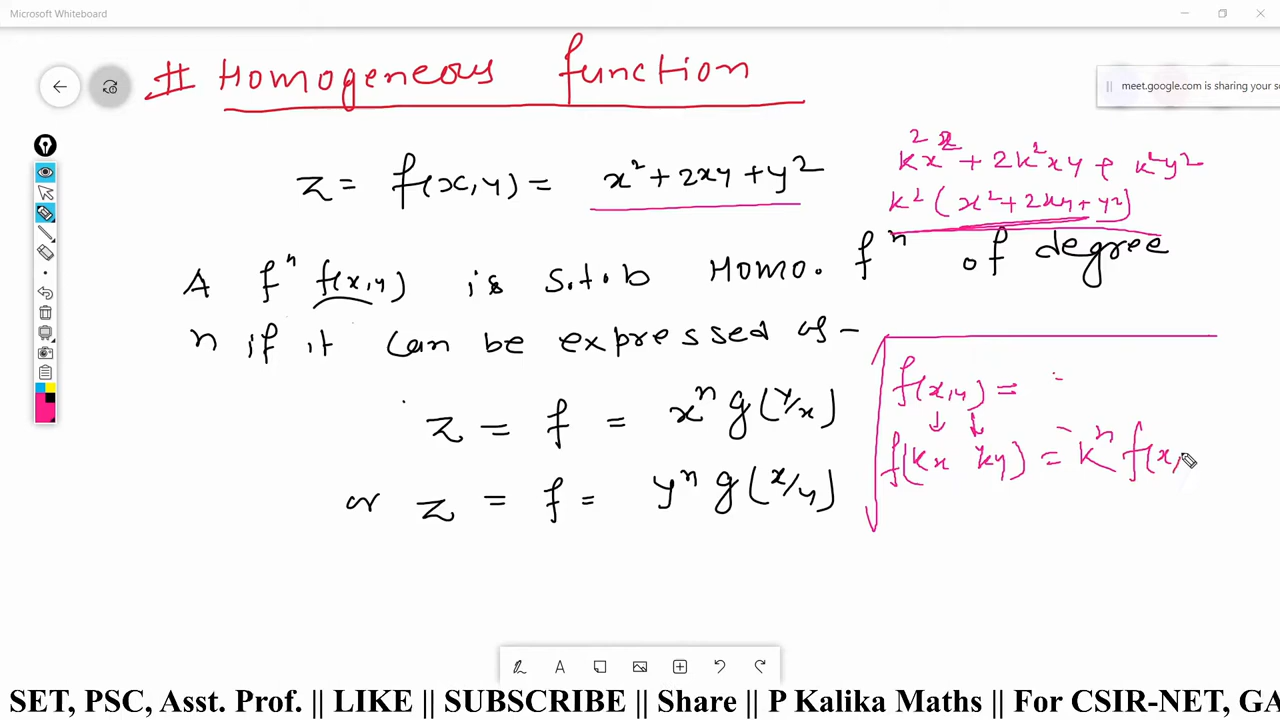 Microsoft Whiteboard
meet.google.com is sharing your s
# Homogeneous function
z = f(x,y) = x² + 2xy + y²
k²x² + 2k²xy + k²y²
k² (x² + 2xy + y²)
A fⁿ f(x,y) is s.t.b Homo. fⁿ of degree
n if it can be expressed as –
z = f = xⁿ g(y/x)
or z = f = yⁿ g(x/y)
f(x,y) =
f(kx ky) = kⁿ f(x,
SET, PSC, Asst. Prof. || LIKE || SUBSCRIBE || Share || P Kalika Maths || For CSIR-NET, GA